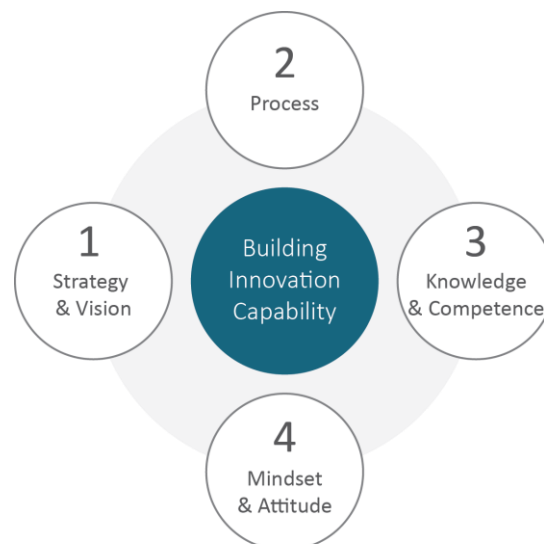 2
Process
1
Strategy
& Vision
Building
Innovation
Capability
3
Knowledge
& Competence
4
Mindset
& Attitude